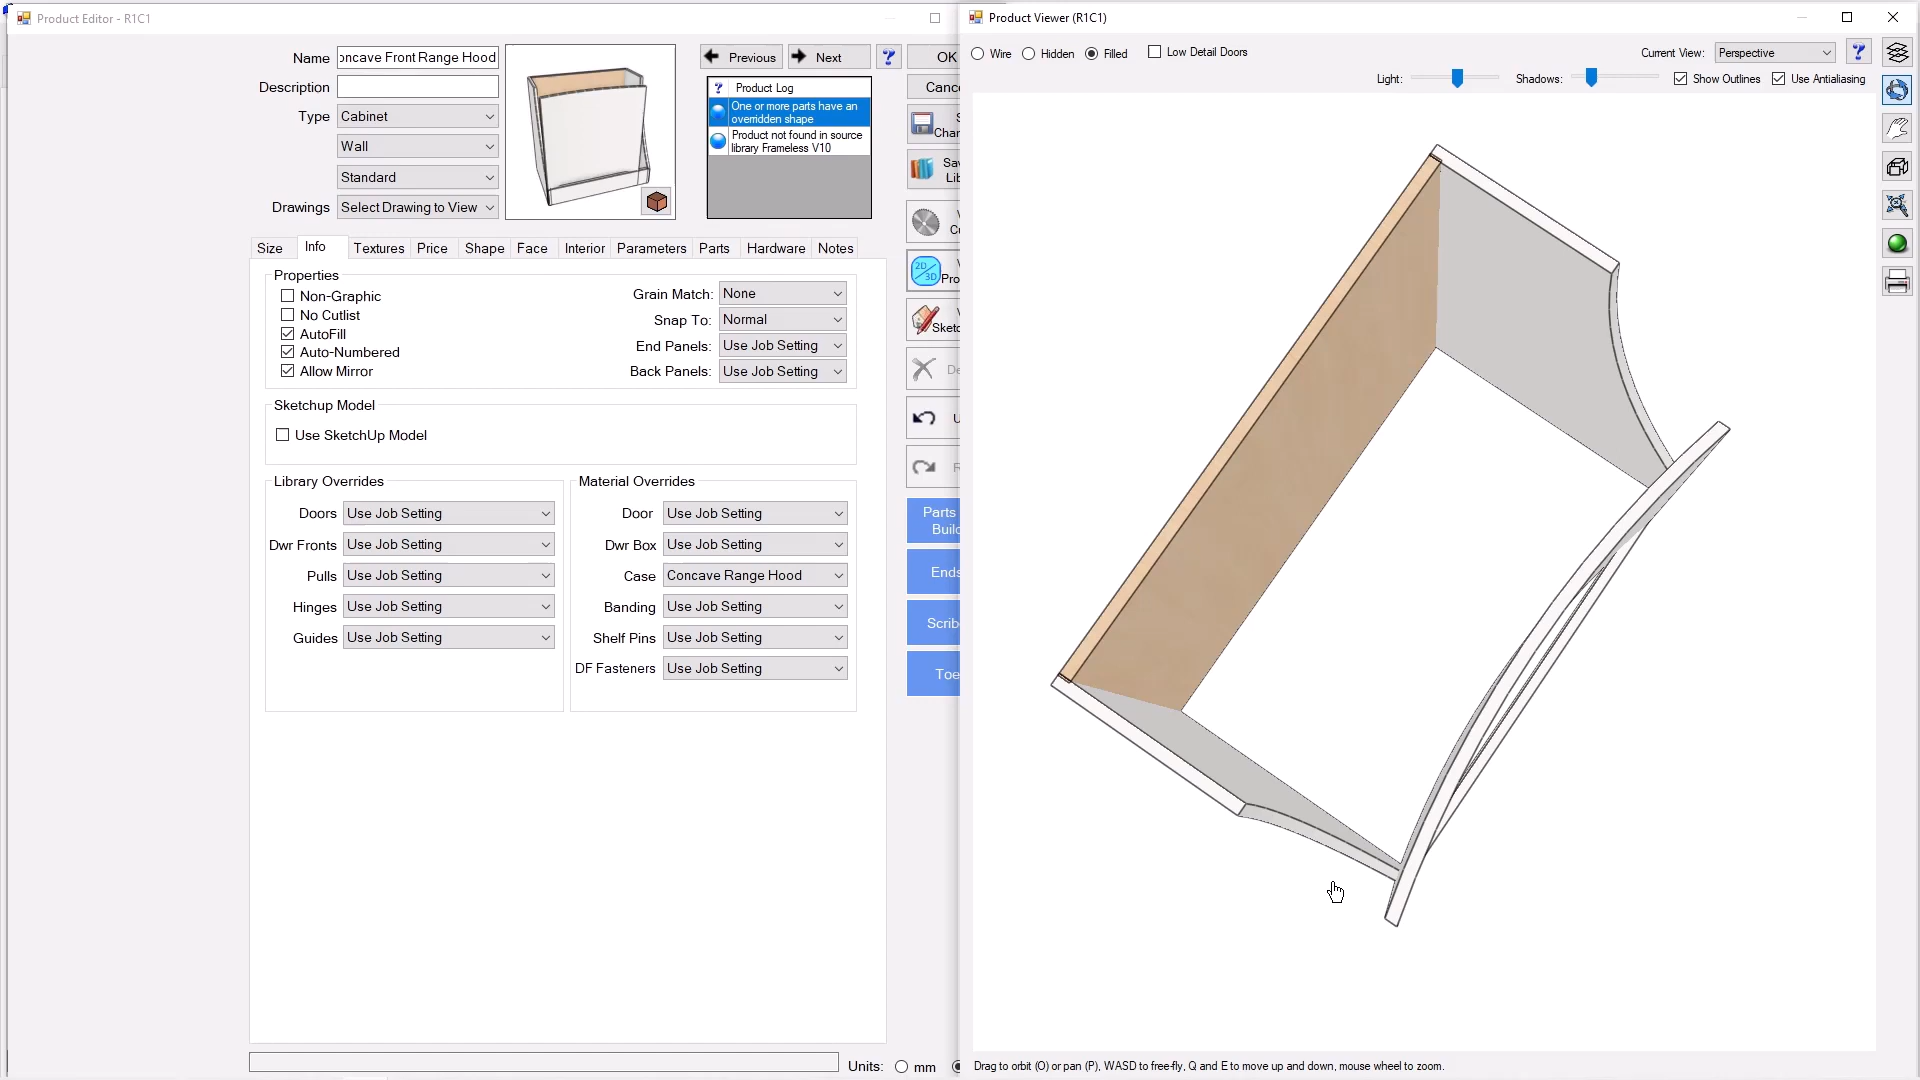 Product Editor - R1C1
Name
oncave Front Range Hood
Description
Type
Cabinet
Wall
Standard
Drawings
Select Drawing to View
Previous
Next
Product Log
One or more parts have an
overridden shape
Product not found in source
library Frameless V10
OK
Canc
S
Char
Sav
Lib
V
C
V
Pro
2D
3D
V
Sketc
De
U
R
Parts
Build
Ends
Scrib
Toe
Size
Info
Textures
Price
Shape
Face
Interior
Parameters
Parts
Hardware
Notes
Properties
Non-Graphic
No Cutlist
AutoFill
Auto-Numbered
Allow Mirror
Grain Match:
None
Snap To:
Normal
End Panels:
Use Job Setting
Back Panels:
Use Job Setting
Sketchup Model
Use SketchUp Model
Library Overrides
Doors
Use Job Setting
Dwr Fronts
Use Job Setting
Pulls
Use Job Setting
Hinges
Use Job Setting
Guides
Use Job Setting
Material Overrides
Door
Use Job Setting
Dwr Box
Use Job Setting
Case
Concave Range Hood
Banding
Use Job Setting
Shelf Pins
Use Job Setting
DF Fasteners
Use Job Setting
Units:
mm
Product Viewer (R1C1)
Wire
Hidden
Filled
Low Detail Doors
Current View:
Perspective
Light:
Shadows:
Show Outlines
Use Antialiasing
Drag to orbit (O) or pan (P), WASD to free-fly, Q and E to move up and down, mouse wheel to zoom.